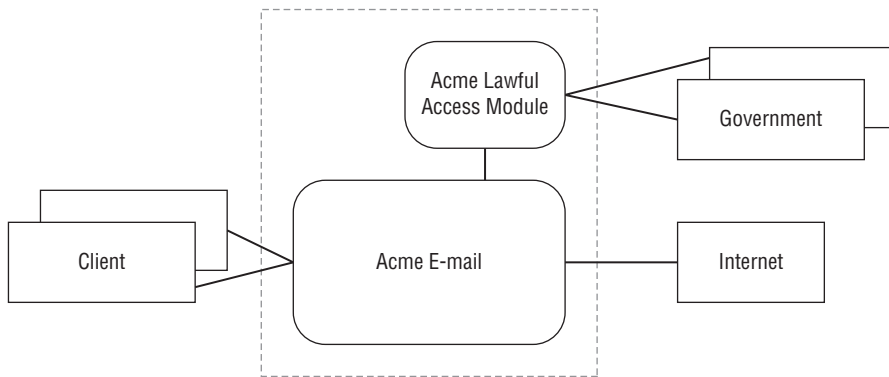 Acme Lawful
Access Module
Government
Client
Acme E-mail
Internet